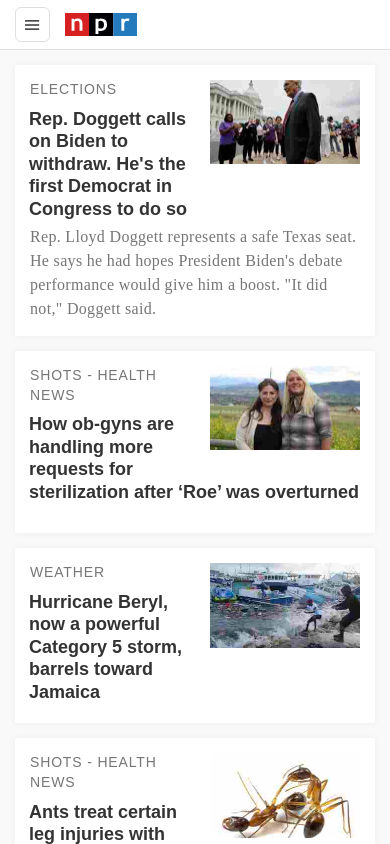 npr
ELECTIONS
Rep. Doggett calls
on Biden to
withdraw. He's the
first Democrat in
Congress to do so
Rep. Lloyd Doggett represents a safe Texas seat.
He says he had hopes President Biden's debate
performance would give him a boost. "It did
not," Doggett said.
SHOTS - HEALTH
NEWS
How ob-gyns are
handling more
requests for
sterilization after ‘Roe’ was overturned
WEATHER
Hurricane Beryl,
now a powerful
Category 5 storm,
barrels toward
Jamaica
SHOTS - HEALTH
NEWS
Ants treat certain
leg injuries with